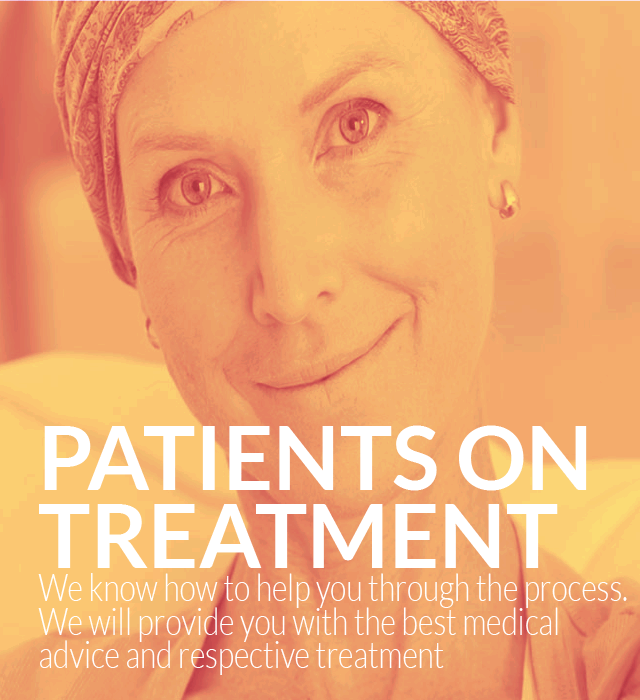 PATIENTS ON
TREATMENT
We know how to help you through the process.
We will provide you with the best medical
advice and respective treatment